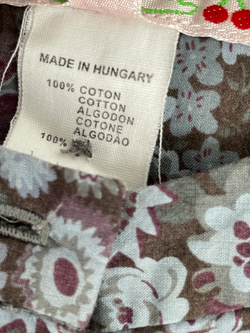 MADE IN HUNGARY
100% COTON
COTTON
ALGODON
COTONE
ALGODÃO
100%